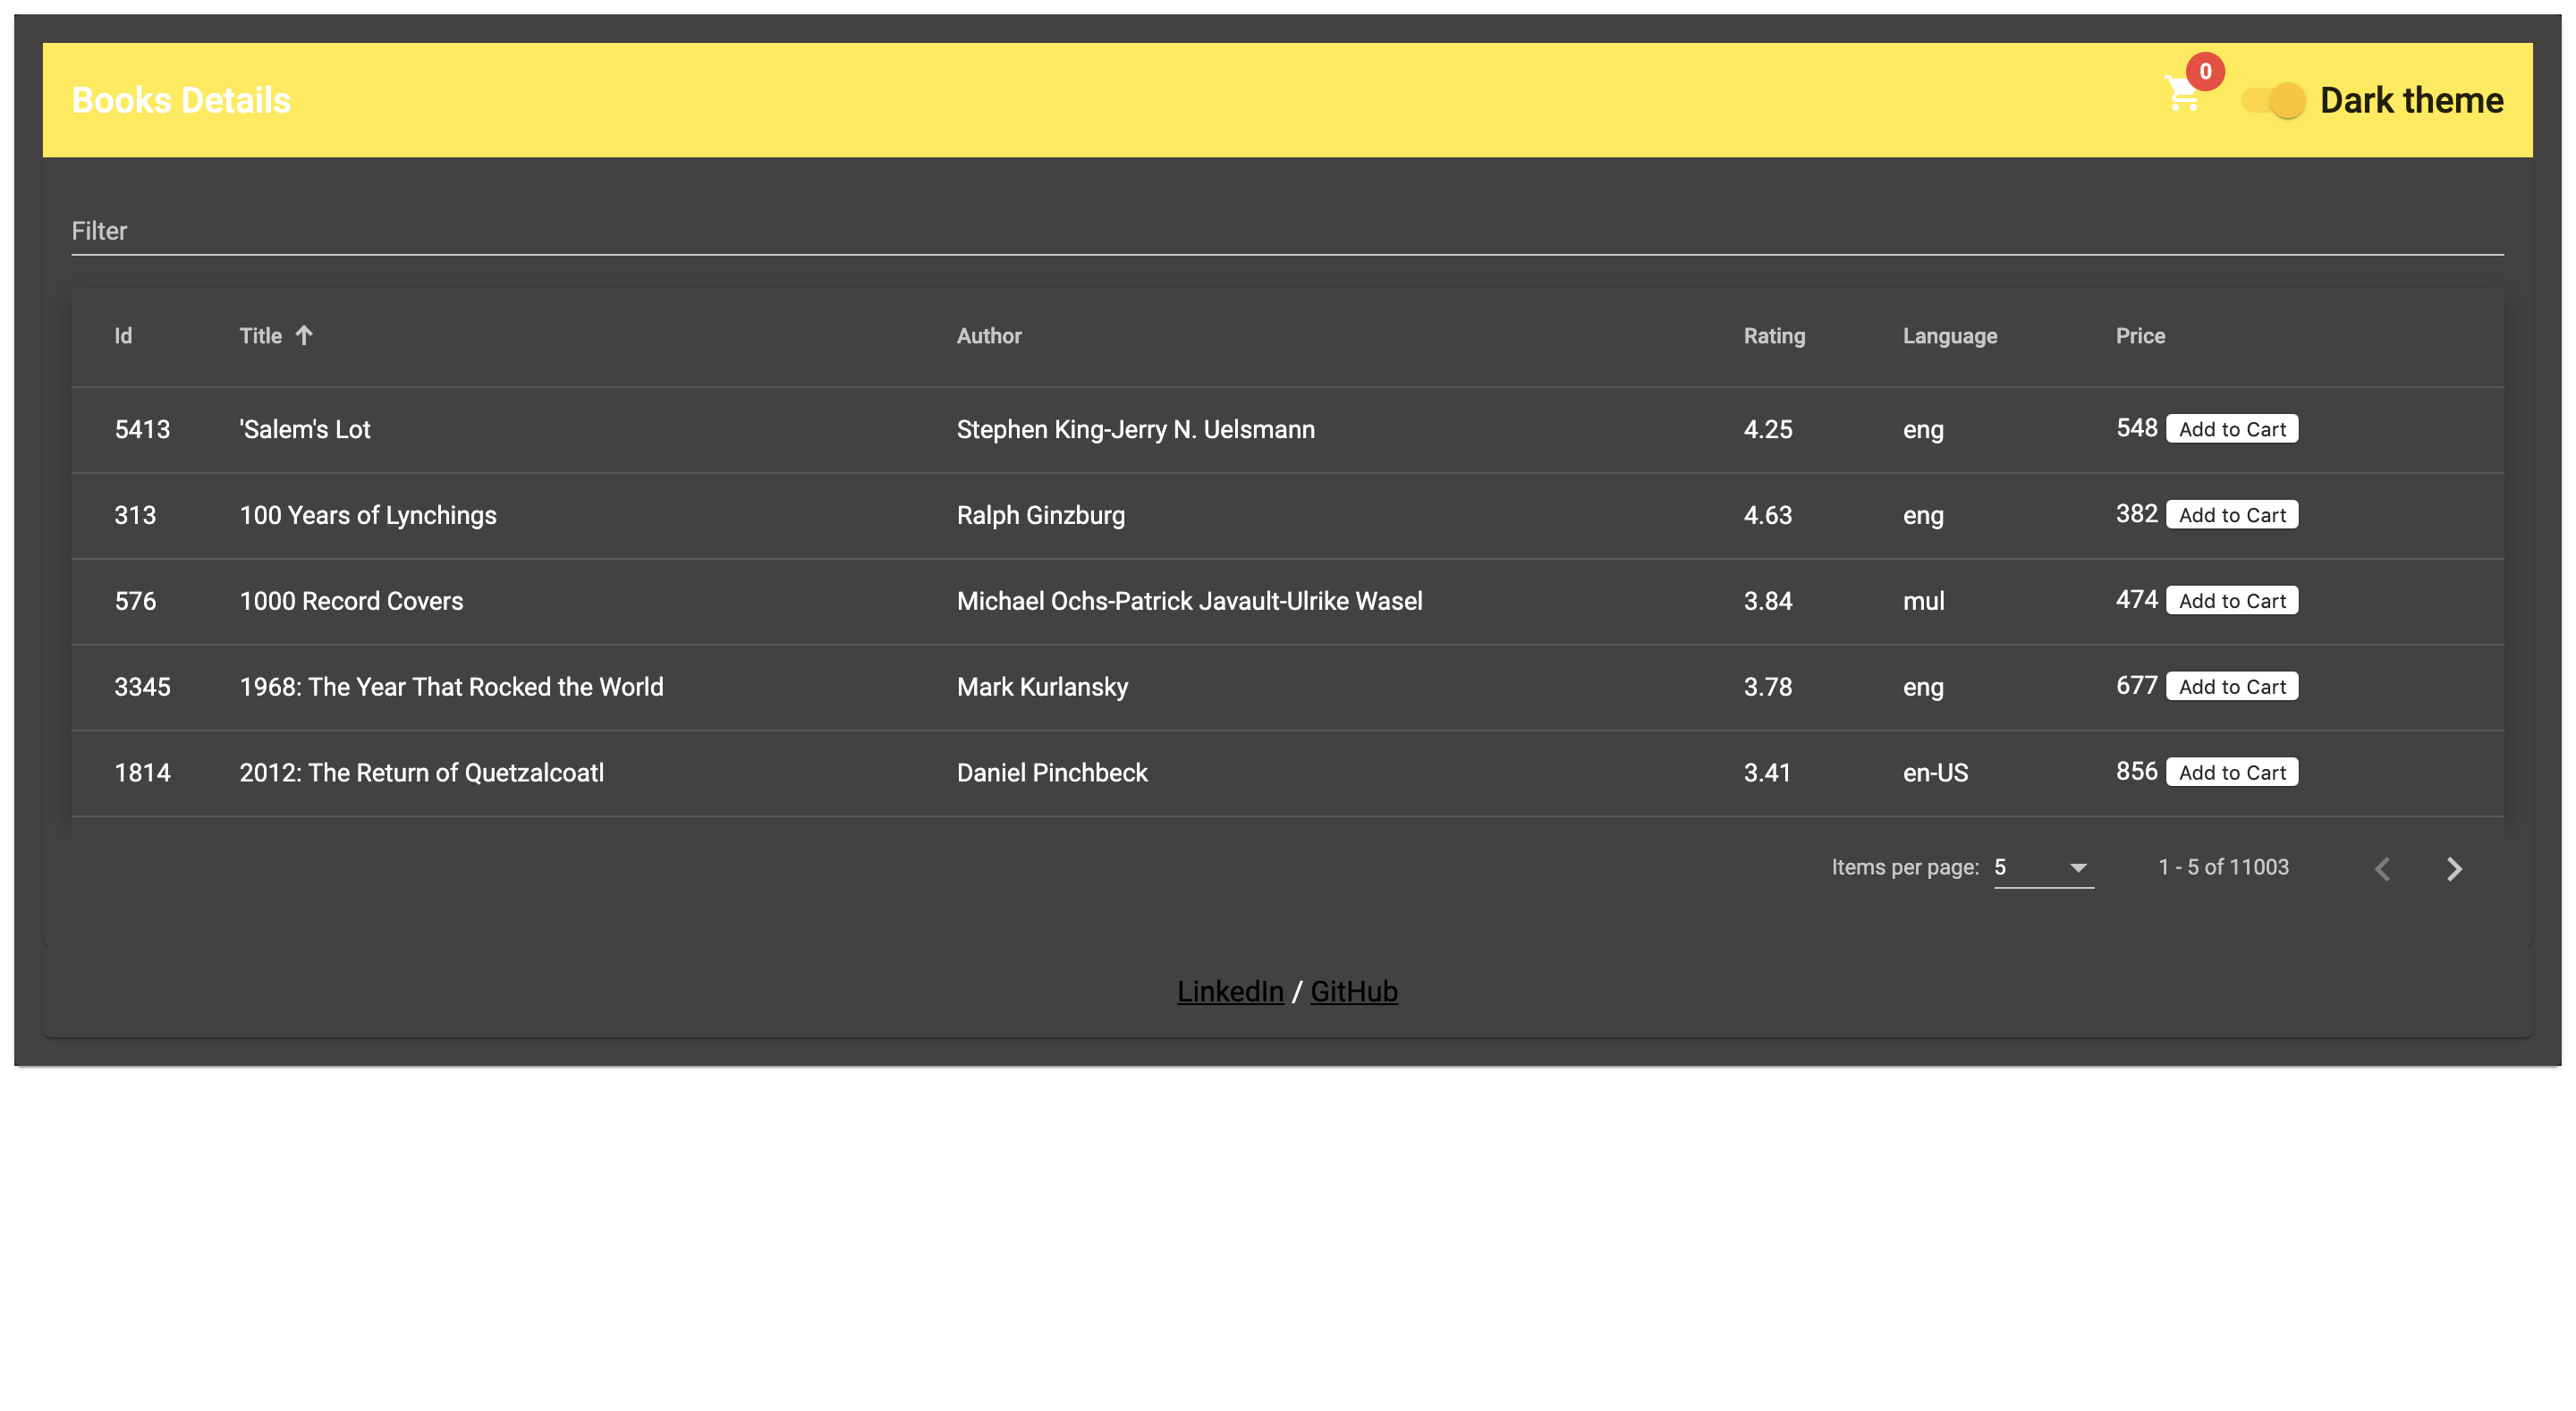 Books Details 0 Dark theme
Filter
Id Title Author Rating Language Price
5413 'Salem's Lot Stephen King-Jerry N. Uelsmann 4.25 eng 548 Add to Cart
313 100 Years of Lynchings Ralph Ginzburg 4.63 eng 382 Add to Cart
576 1000 Record Covers Michael Ochs-Patrick Javault-Ulrike Wasel 3.84 mul 474 Add to Cart
3345 1968: The Year That Rocked the World Mark Kurlansky 3.78 eng 677 Add to Cart
1814 2012: The Return of Quetzalcoatl Daniel Pinchbeck 3.41 en-US 856 Add to Cart
Items per page: 5 1 - 5 of 11003
LinkedIn / GitHub